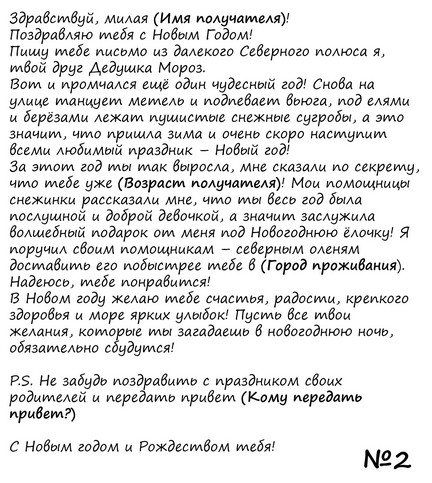 Здравствуй, милая (Имя получателя)!
Поздравляю тебя с Новым Годом!
Пишу тебе письмо из далекого Северного полюса я,
твой друг Дедушка Мороз.
Вот и промчался ещё один чудесный год! Снова на
улице танцует метель и подпевает вьюга, под елями
и берёзами лежат пушистые снежные сугробы, а это
значит, что пришла зима и очень скоро наступит
всеми любимый праздник – Новый год!
За этот год ты так выросла, мне сказали по секрету,
что тебе уже (Возраст получателя)! Мои помощницы
снежинки рассказали мне, что ты весь год была
послушной и доброй девочкой, а значит заслужила
волшебный подарок от меня под Новогоднюю ёлочку! Я
поручил своим помощникам – северным оленям
доставить его побыстрее тебе в (Город проживания).
Надеюсь, тебе понравится!
В Новом году желаю тебе счастья, радости, крепкого
здоровья и море ярких улыбок! Пусть все твои
желания, которые ты загадаешь в новогоднюю ночь,
обязательно сбудутся!
P.S. Не забудь поздравить с праздником своих
родителей и передать привет (Кому передать
привет?)
С Новым годом и Рождеством тебя!
№2